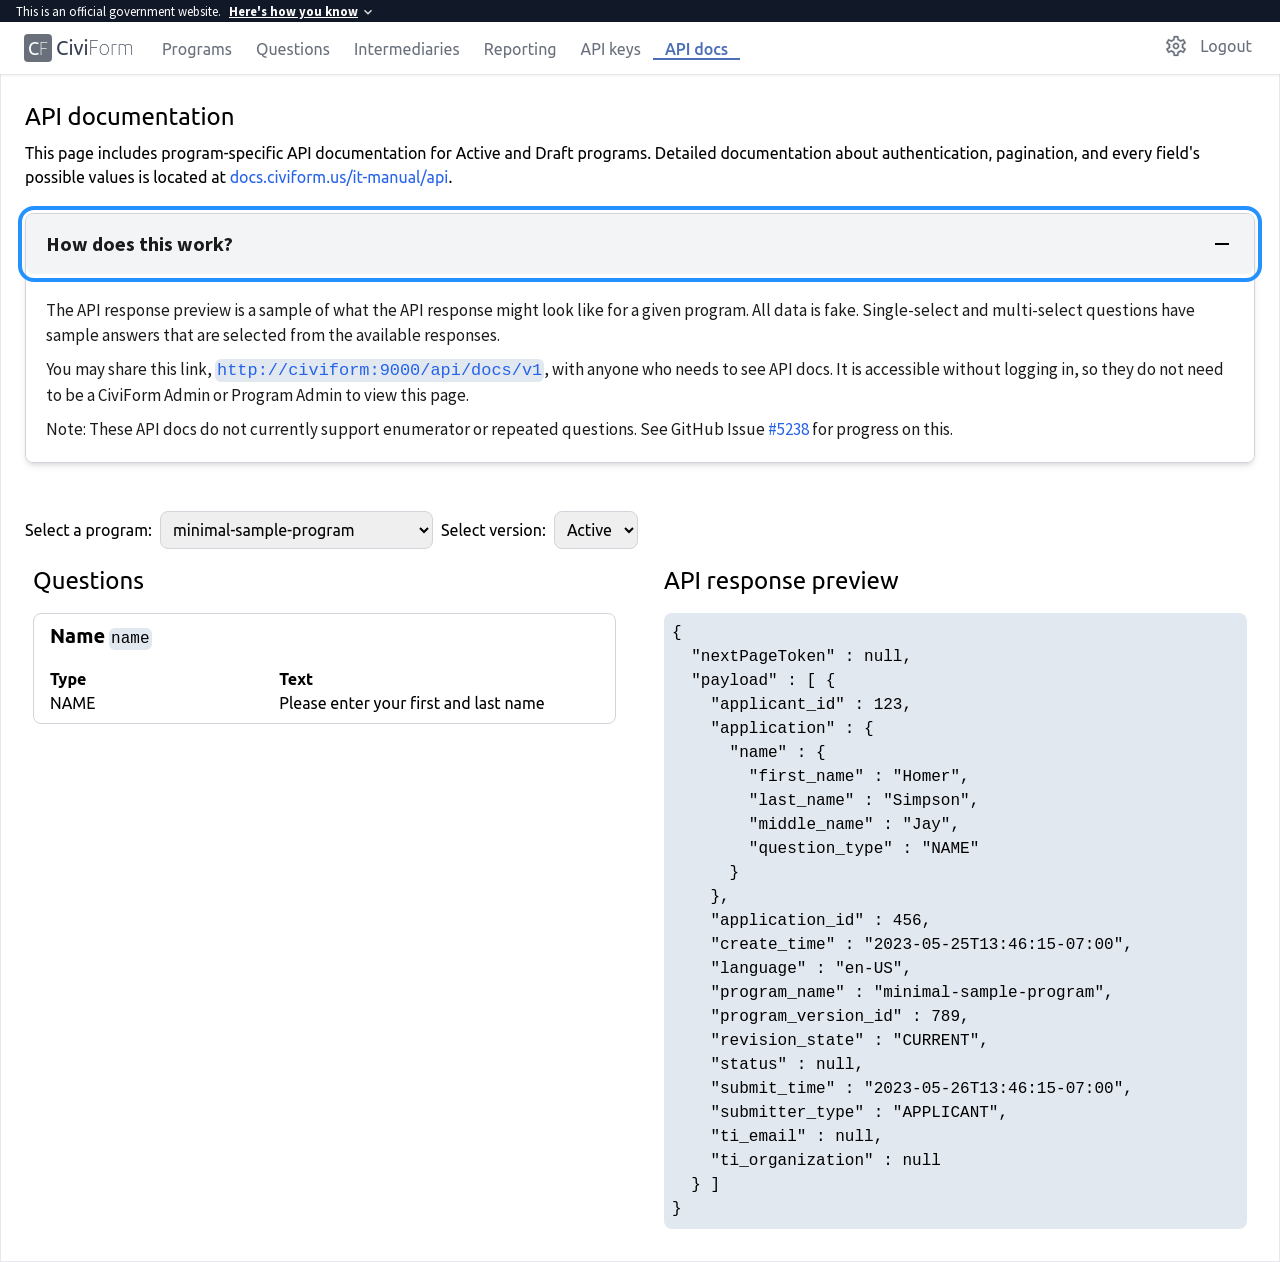 This is an official government website. Here's how you know
CF CiviForm Programs Questions Intermediaries Reporting API keys API docs Logout
API documentation
This page includes program-specific API documentation for Active and Draft programs. Detailed documentation about authentication, pagination, and every field's
possible values is located at docs.civiform.us/it-manual/api.
How does this work?
The API response preview is a sample of what the API response might look like for a given program. All data is fake. Single-select and multi-select questions have
sample answers that are selected from the available responses.
You may share this link, http://civiform:9000/api/docs/v1, with anyone who needs to see API docs. It is accessible without logging in, so they do not need
to be a CiviForm Admin or Program Admin to view this page.
Note: These API docs do not currently support enumerator or repeated questions. See GitHub Issue #5238 for progress on this.
Select a program: minimal-sample-program Select version: Active
Questions
Name name
Type Text
NAME Please enter your first and last name
API response preview
{
  "nextPageToken" : null,
  "payload" : [ {
    "applicant_id" : 123,
    "application" : {
      "name" : {
        "first_name" : "Homer",
        "last_name" : "Simpson",
        "middle_name" : "Jay",
        "question_type" : "NAME"
      }
    },
    "application_id" : 456,
    "create_time" : "2023-05-25T13:46:15-07:00",
    "language" : "en-US",
    "program_name" : "minimal-sample-program",
    "program_version_id" : 789,
    "revision_state" : "CURRENT",
    "status" : null,
    "submit_time" : "2023-05-26T13:46:15-07:00",
    "submitter_type" : "APPLICANT",
    "ti_email" : null,
    "ti_organization" : null
  } ]
}